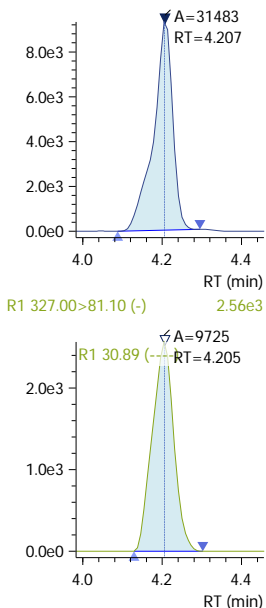 A=31483
RT=4.207
8.0e3
6.0e3
4.0e3
2.0e3
0.0e0
4.0 4.2 4.4
RT (min)
R1 327.00>81.10 (-) 2.56e3
A=9725
R1 30.89 (----)
RT=4.205
2.0e3
1.0e3
0.0e0
4.0 4.2 4.4
RT (min)